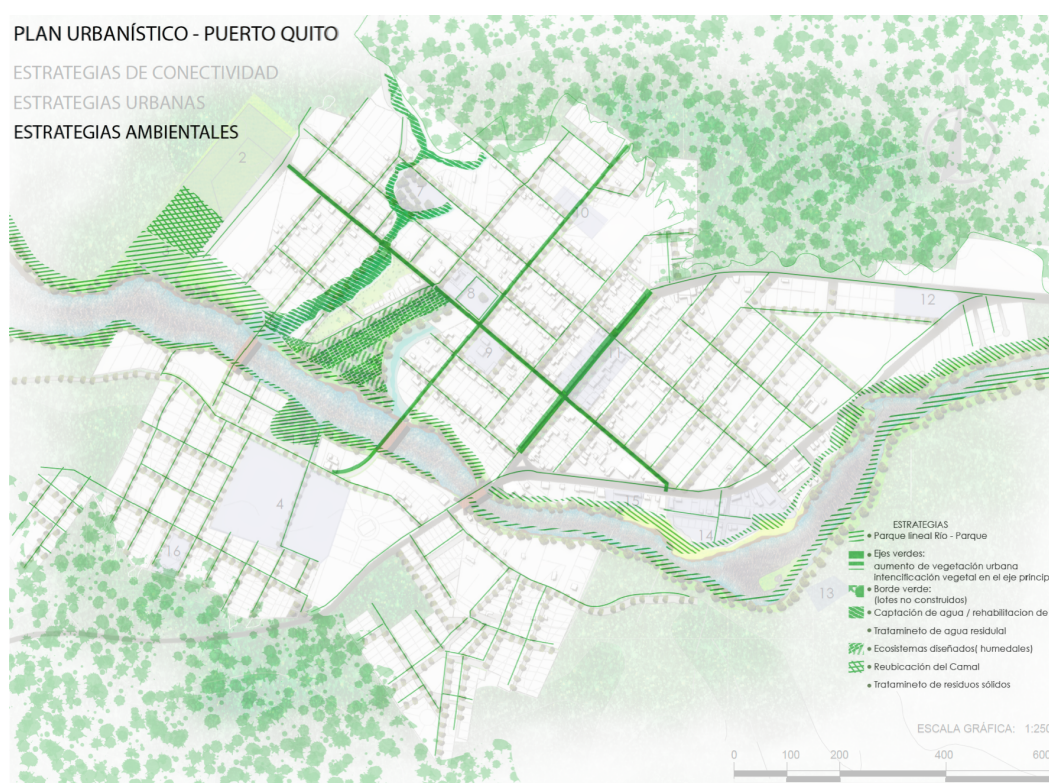 PLAN URBANÍSTICO - PUERTO QUITO
ESTRATEGIAS DE CONECTIVIDAD
ESTRATEGIAS URBANAS
ESTRATEGIAS AMBIENTALES
2
10
8
9
11
12
4
16
15
14
13
ESTRATEGIAS
• Parque lineal Río - Parque
• Ejes verdes:
aumento de vegetación urbana
intencificación vegetal en el eje princip
• Borde verde:
(lotes no construidos)
• Captación de agua / rehabilitacion de
• Tratamineto de agua residulal
• Ecosistemas diseñados( humedales)
• Reubicación del Camal
• Tratamineto de residuos sólidos
ESCALA GRÁFICA: 1:250
0 100 200 400 600